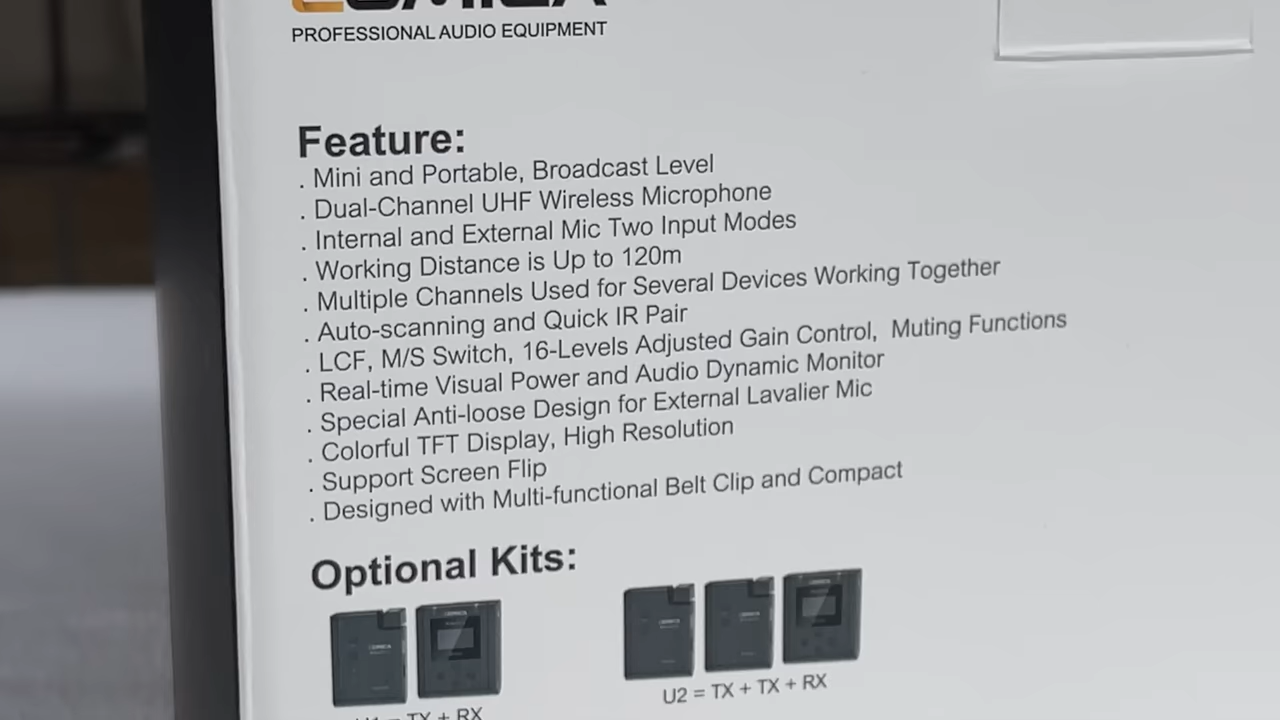 COMICA
PROFESSIONAL AUDIO EQUIPMENT
Feature:
. Mini and Portable, Broadcast Level
. Dual-Channel UHF Wireless Microphone
. Internal and External Mic Two Input Modes
. Working Distance is Up to 120m
. Multiple Channels Used for Several Devices Working Together
. Auto-scanning and Quick IR Pair
. LCF, M/S Switch, 16-Levels Adjusted Gain Control, Muting Functions
. Real-time Visual Power and Audio Dynamic Monitor
. Special Anti-loose Design for External Lavalier Mic
. Colorful TFT Display, High Resolution
. Support Screen Flip
. Designed with Multi-functional Belt Clip and Compact
Optional Kits:
U1 = TX + RX
U2 = TX + TX + RX